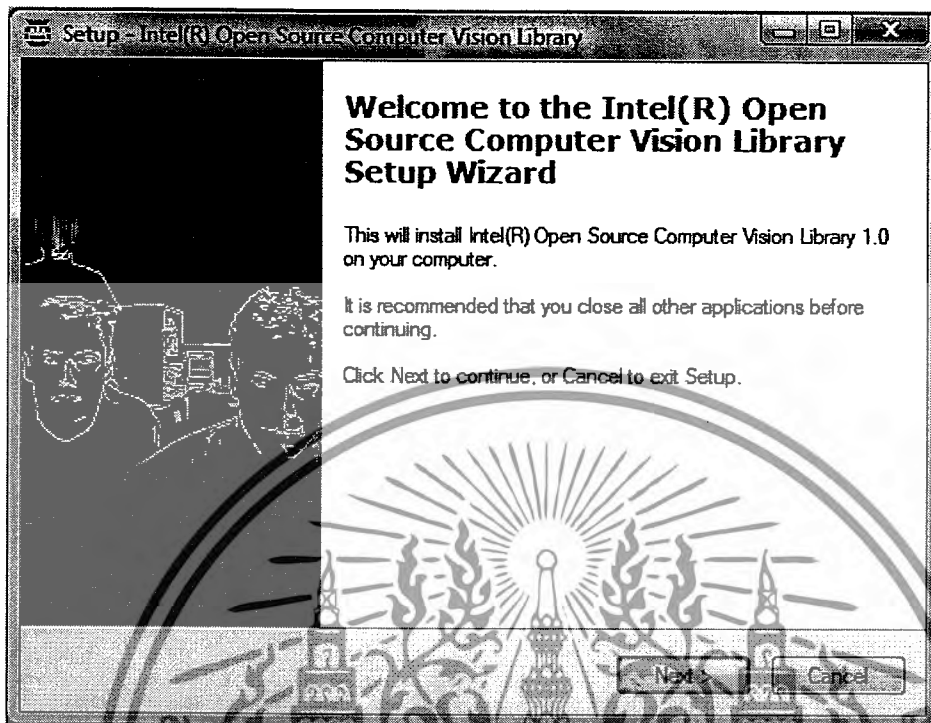 Setup - Intel(R) Open Source Computer Vision Library
Welcome to the Intel(R) Open
Source Computer Vision Library
Setup Wizard
This will install Intel(R) Open Source Computer Vision Library 1.0
on your computer.
It is recommended that you close all other applications before
continuing.
Click Next to continue, or Cancel to exit Setup.
Next >
Cancel